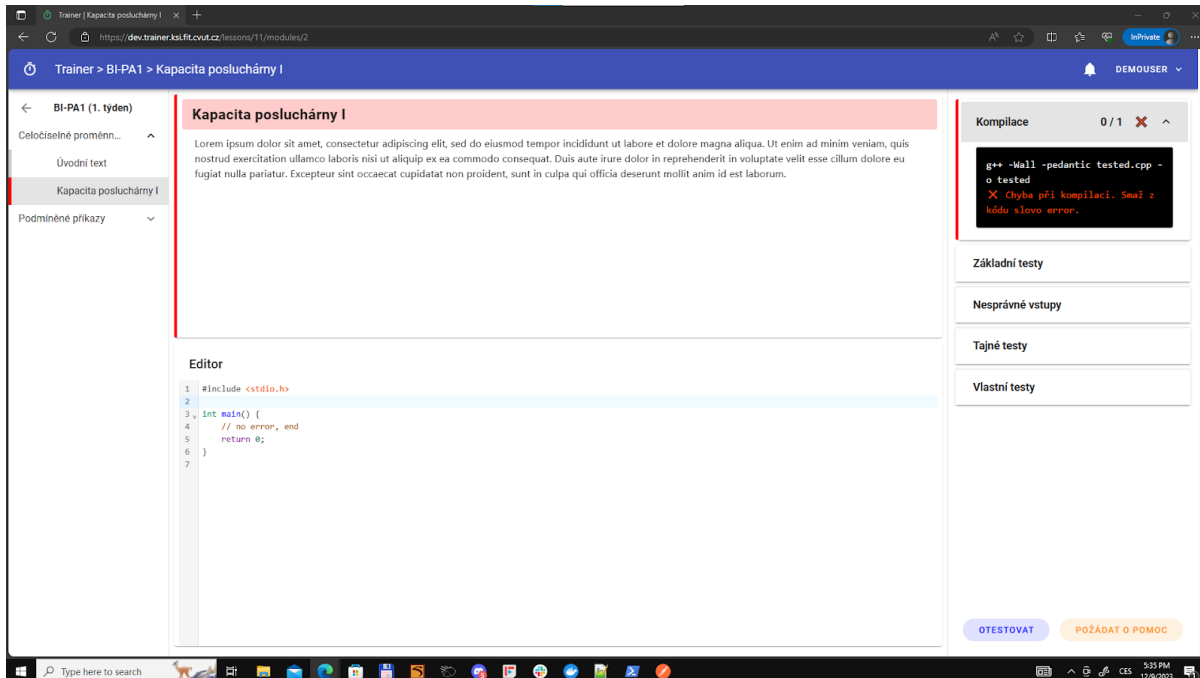 Trainer | Kapacita posluchárny I
https://dev.trainer.ksi.fit.cvut.cz/lessons/11/modules/2
InPrivate
Trainer > BI-PA1 > Kapacita posluchárny I
DEMOUSER
BI-PA1 (1. týden)
Celočíselné proměnn...
Úvodní text
Kapacita posluchárny I
Podmíněné příkazy
Kapacita posluchárny I
Lorem ipsum dolor sit amet, consectetur adipiscing elit, sed do eiusmod tempor incididunt ut labore et dolore magna aliqua. Ut enim ad minim veniam, quis
nostrud exercitation ullamco laboris nisi ut aliquip ex ea commodo consequat. Duis aute irure dolor in reprehenderit in voluptate velit esse cillum dolore eu
fugiat nulla pariatur. Excepteur sint occaecat cupidatat non proident, sunt in culpa qui officia deserunt mollit anim id est laborum.
Editor
1 #include <stdio.h>
2
3 int main() {
4 // no error, end
5 return 0;
6 }
7
Kompilace 0 / 1
g++ -Wall -pedantic tested.cpp -
o tested
Chyba při kompilaci. Smaž z
kódu slovo error.
Základní testy
Nesprávné vstupy
Tajné testy
Vlastní testy
OTESTOVAT
POŽÁDAT O POMOC
Type here to search
CES
5:35 PM
12/9/2023